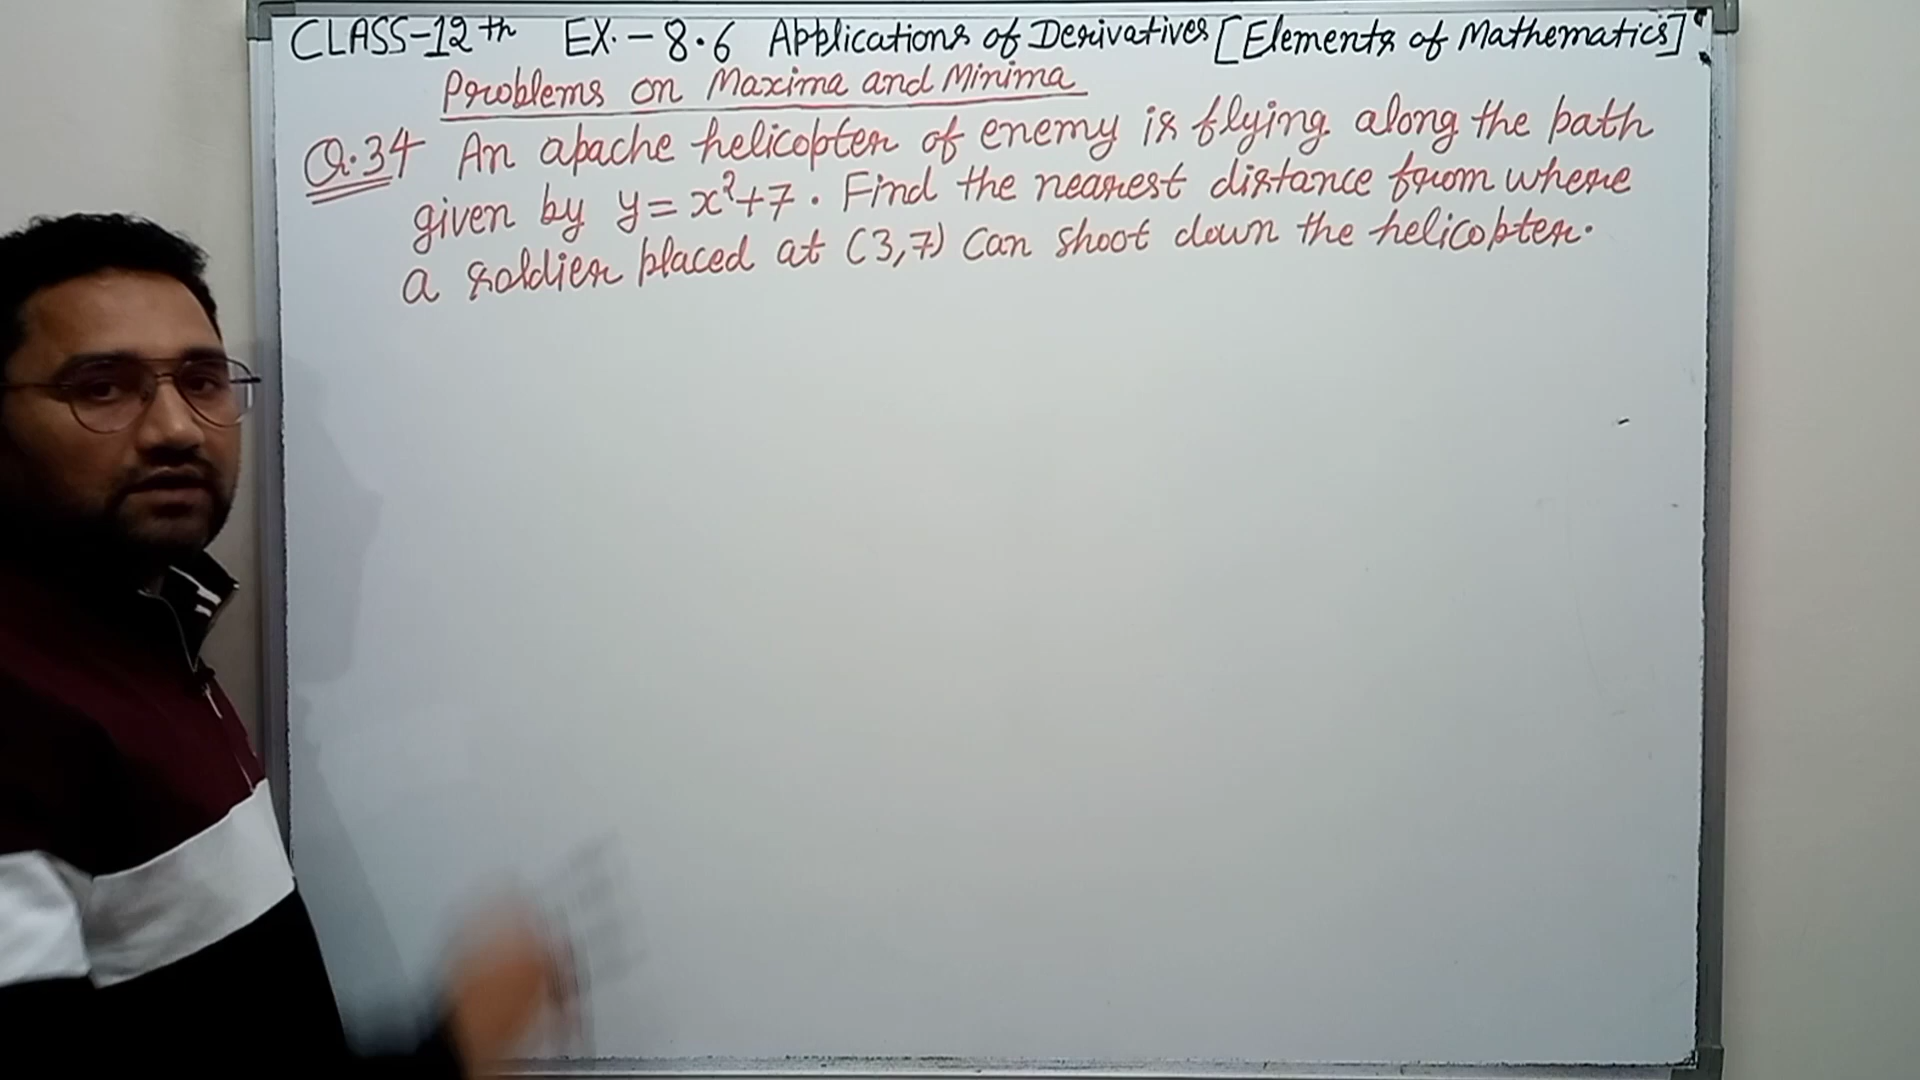 CLASS-12th EX.-8.6 Applications of Derivatives [Elements of Mathematics]
Problems on Maxima and Minima
Q.34 An apache helicopter of enemy is flying along the path
given by y = x²+7. Find the nearest distance from where
a soldier placed at (3,7) can shoot down the helicopter.